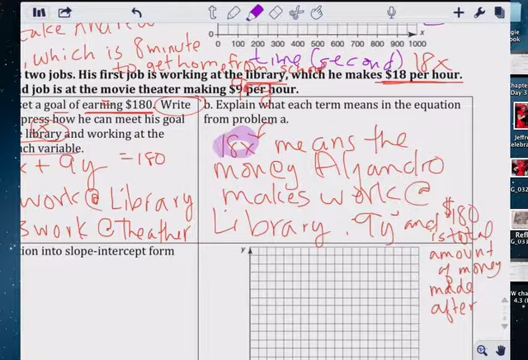 take Andrew
, which is 8 minute
to get home from
0 100 200 300 400 500 600 700 800 900 1000
time (second)
18x
two jobs. His first job is working at the library, which he makes $18 per hour.
d job is at the movie theater making $9 per hour.
set a goal of earning $180. Write
press how he can meet his goal
e library and working at the
ach variable.
x + 9y = 180
work @ Library
work @ Theather
b. Explain what each term means in the equation
from problem a.
18x means the
money Aljandro
makes work @
Library. 9y and $180
is total
amount
of money
made
after
tion into slope-intercept form
y